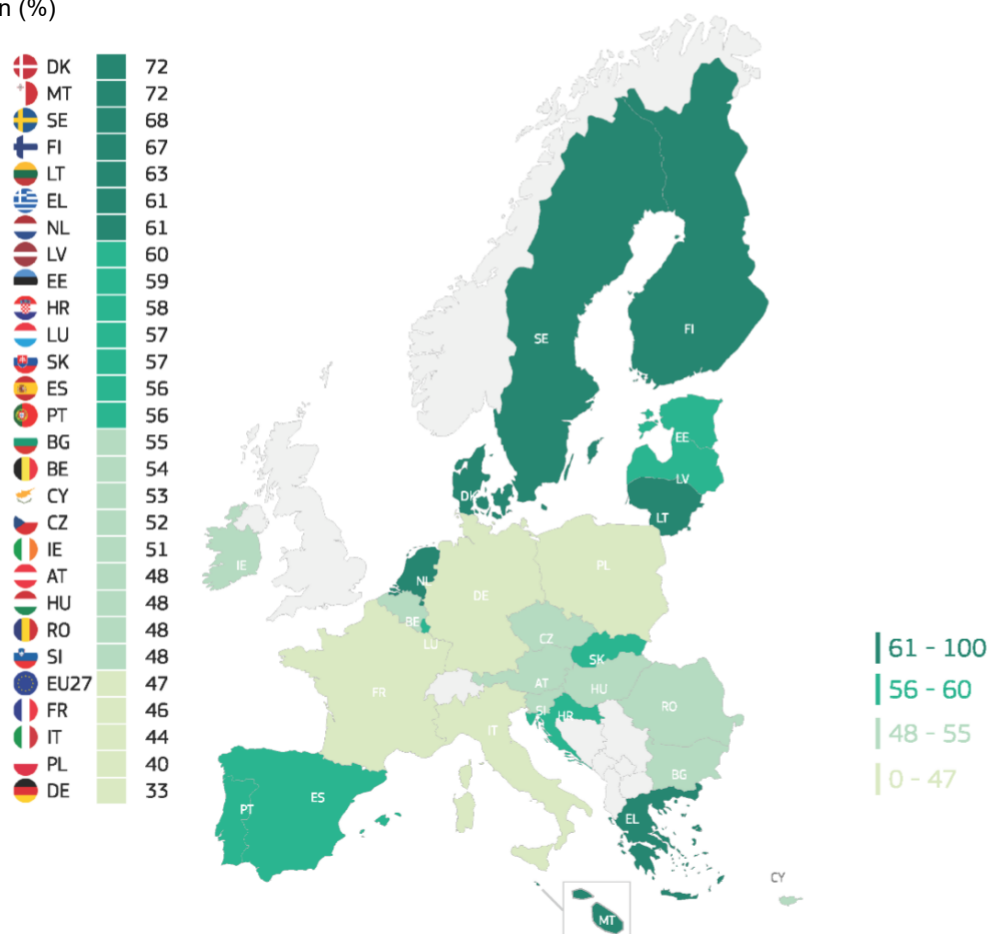 n (%)
DK 72
MT 72
SE 68
FI 67
LT 63
EL 61
NL 61
LV 60
EE 59
HR 58
LU 57
SK 57
ES 56
PT 56
BG 55
BE 54
CY 53
CZ 52
IE 51
AT 48
HU 48
RO 48
SI 48
EU27 47
FR 46
IT 44
PL 40
DE 33
SE
FI
EE
LV
DK
LT
IE
NL
DE
PL
BE
LU
CZ
SK
FR
AT
HU
SI
HR
RO
IT
BG
PT
ES
EL
CY
MT
61 - 100
56 - 60
48 - 55
0 - 47